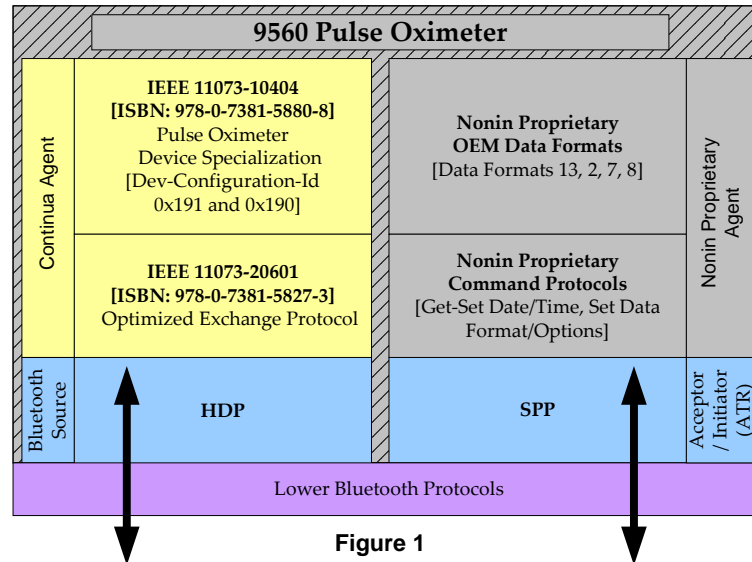 9560 Pulse Oximeter
Continua Agent
IEEE 11073-10404
[ISBN: 978-0-7381-5880-8]
Pulse Oximeter
Device Specialization
[Dev-Configuration-Id
0x191 and 0x190]
IEEE 11073-20601
[ISBN: 978-0-7381-5827-3]
Optimized Exchange Protocol
Nonin Proprietary
OEM Data Formats
[Data Formats 13, 2, 7, 8]
Nonin Proprietary
Command Protocols
[Get-Set Date/Time, Set Data
Format/Options]
Nonin Proprietary
Agent
Bluetooth
Source
HDP
SPP
Acceptor
/ Initiator
(ATR)
Lower Bluetooth Protocols
Figure 1